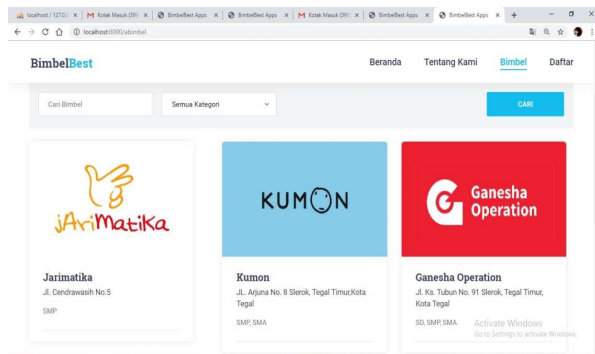 localhost / 127.0.0
Kotak Masuk (39)
BimbelBest Apps
BimbelBest Apps
Kotak Masuk (39)
BimbelBest Apps
BimbelBest Apps
localhost:8000/abimbel
BimbelBest
Beranda Tentang Kami Bimbel Daftar
Cari Bimbel Semua Kategori CARI
jAriMatiKa
KUMON
Ganesha
Operation
Jarimatika
Jl. Cendrawasih No.5
SMP
Kumon
JL. Arjuna No. 8 Slerok, Tegal Timur,Kota
Tegal
SMP, SMA
Ganesha Operation
Jl. Ks. Tubun No. 91 Slerok, Tegal Timur,
Kota Tegal
SD, SMP, SMA
Activate Windows
Go to Settings to activate Windows.